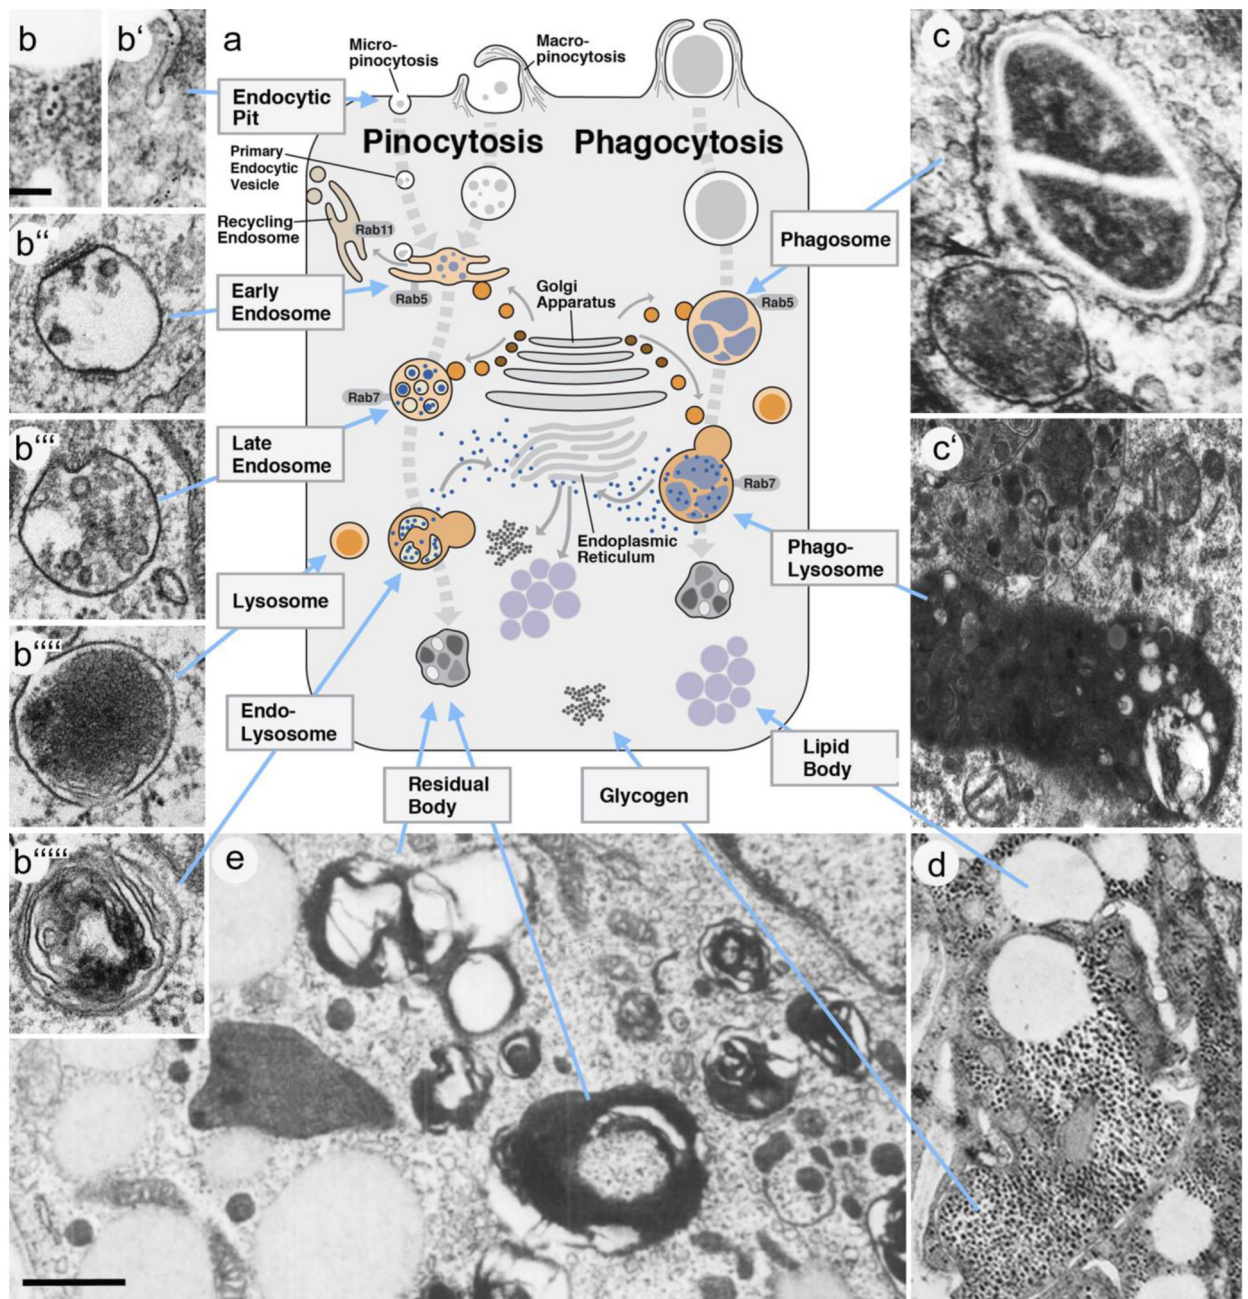 b
b‘
a
c
Micro-
pinocytosis
Macro-
pinocytosis
Endocytic
Pit
Pinocytosis
Phagocytosis
Primary
Endocytic
Vesicle
Recycling
Endosome
Rab11
b‘‘
Phagosome
Early
Endosome
Rab5
Golgi
Apparatus
Rab5
Rab7
b‘‘‘
Late
Endosome
c‘
Rab7
Endoplasmic
Reticulum
Phago-
Lysosome
Lysosome
b‘‘‘‘
Endo-
Lysosome
Lipid
Body
Residual
Body
Glycogen
b‘‘‘‘‘
e
d